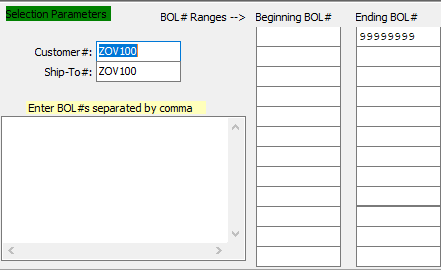 Selection Parameters BOL# Ranges --> Beginning BOL# Ending BOL#
99999999
Customer#: ZOV100
Ship-To#: ZOV100
Enter BOL#s separated by comma